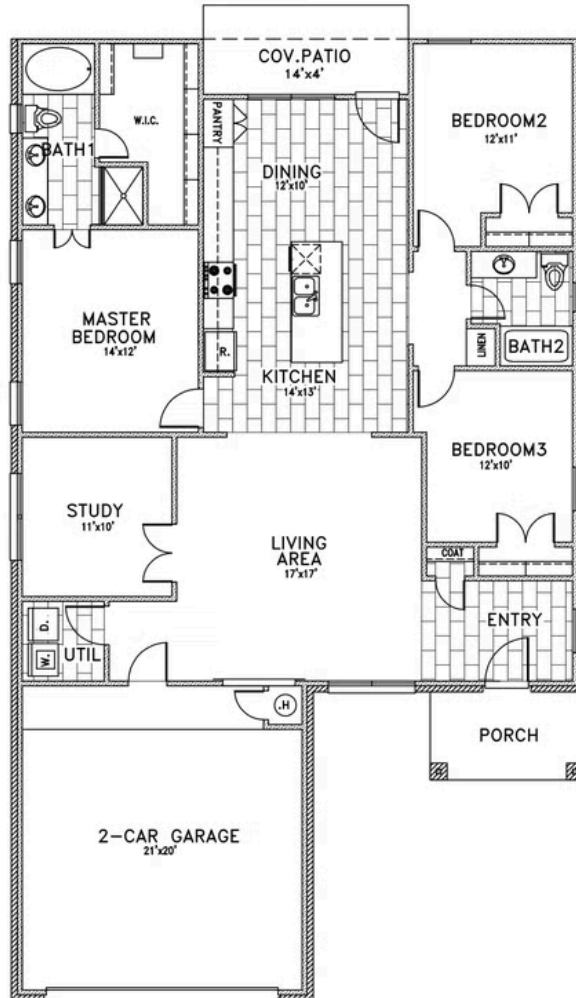 COV.PATIO
14'x4'
BEDROOM2
12'x11'
W.I.C.
PANTRY
BATH1
DINING
12'x10'
MASTER
BEDROOM
14'x12'
R.
KITCHEN
14'x13'
LINEN
BATH2
BEDROOM3
12'x10'
STUDY
11'x10'
LIVING
AREA
17'x17'
COAT
ENTRY
D.
W.
UTIL
.H
PORCH
2-CAR GARAGE
21'x20'